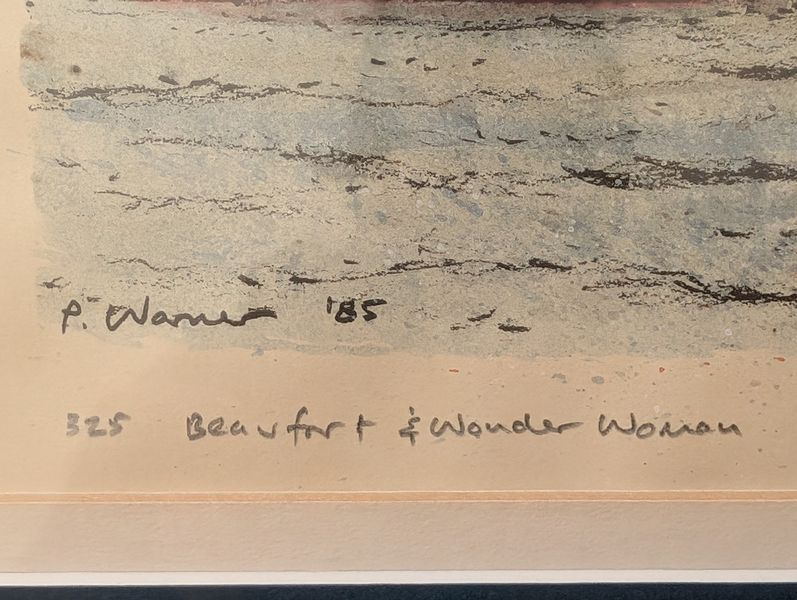 P. Warner '85
325 Beaufort & Wonder Woman